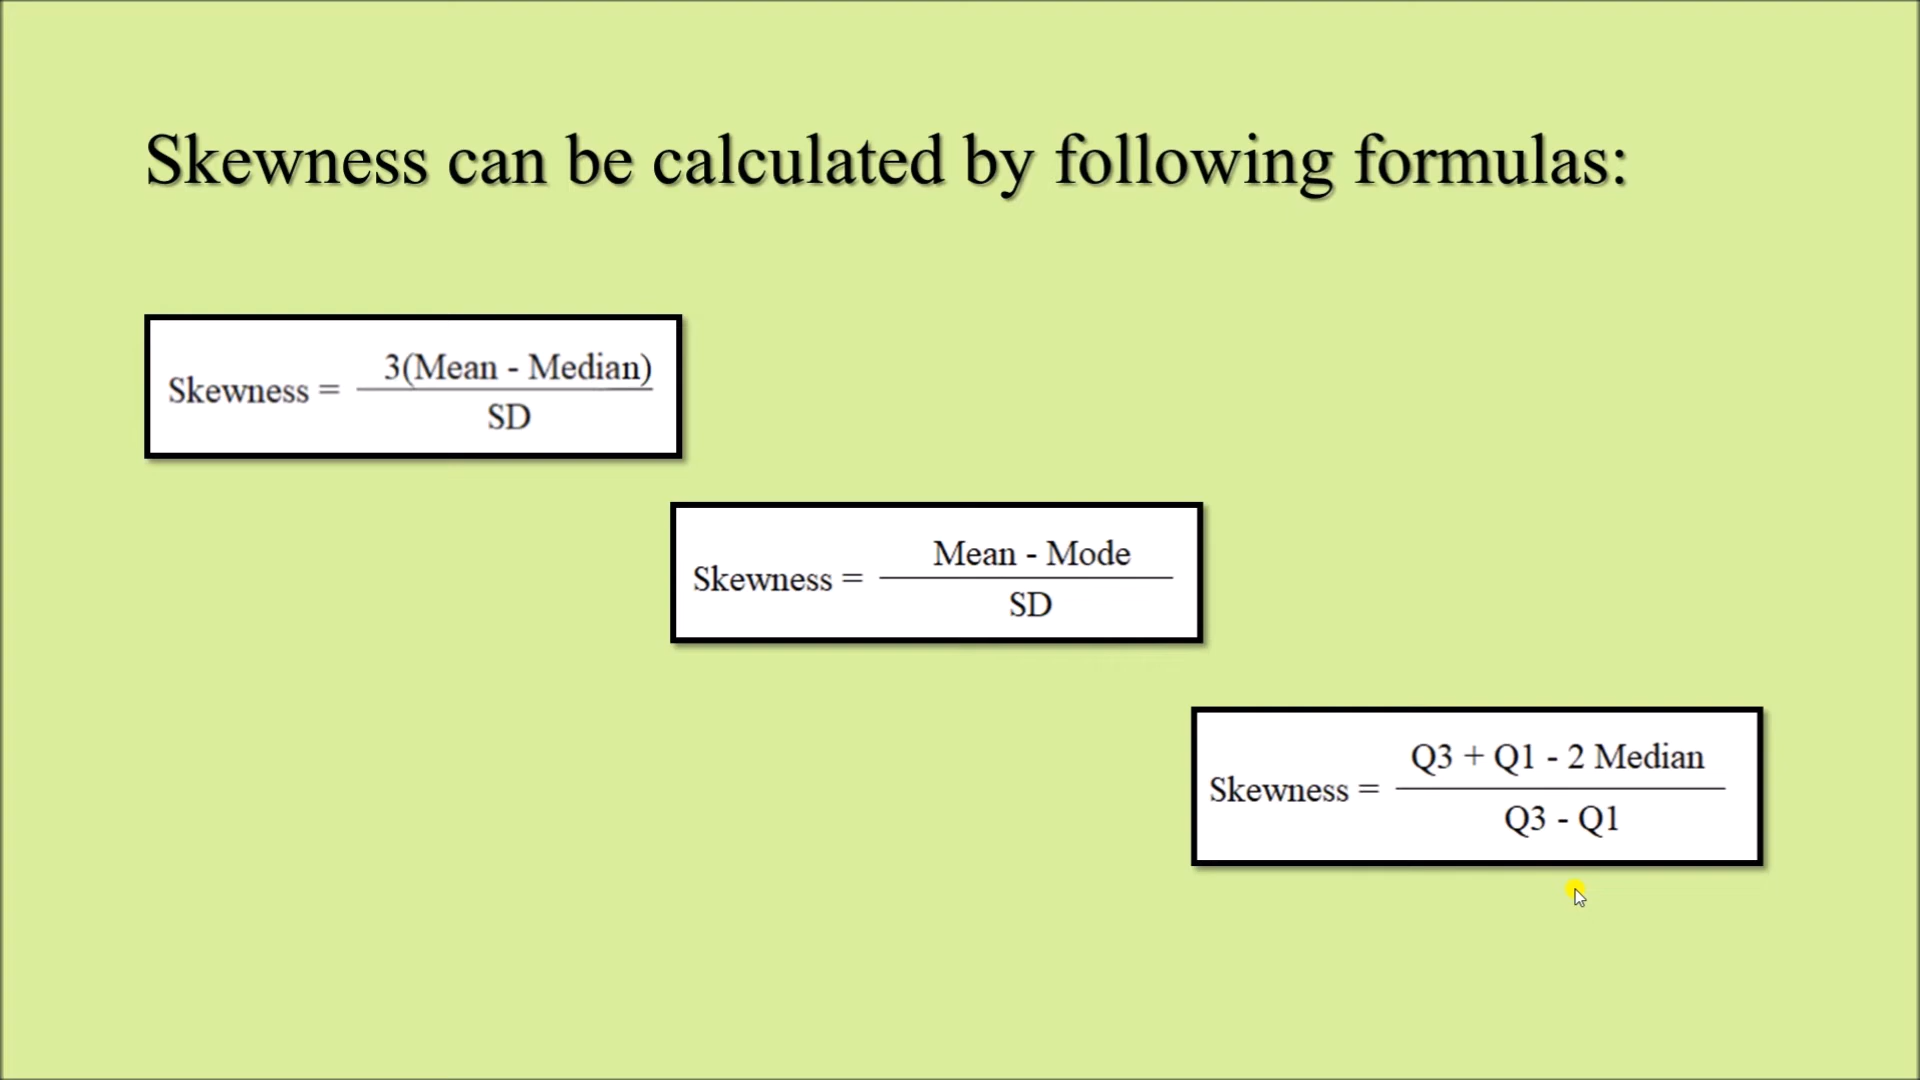 Skewness can be calculated by following formulas:
3(Mean - Median)
Skewness =
SD
Mean - Mode
Skewness =
SD
Q3 + Q1 - 2 Median
Skewness =
Q3 - Q1